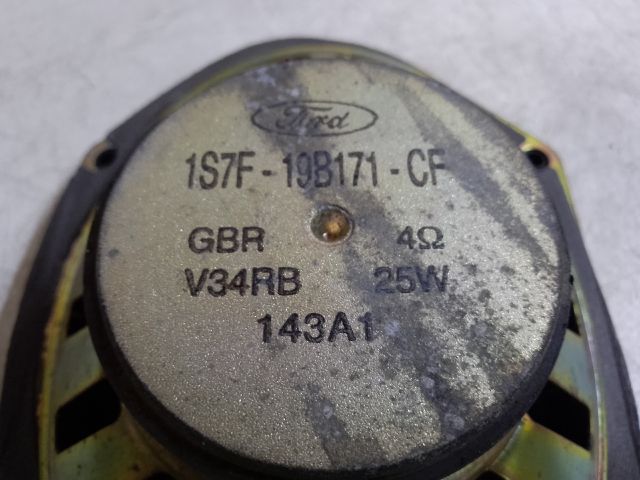 Ford
1S7F-19B171-CF
GBR 4Ω
V34RB 25W
143A1